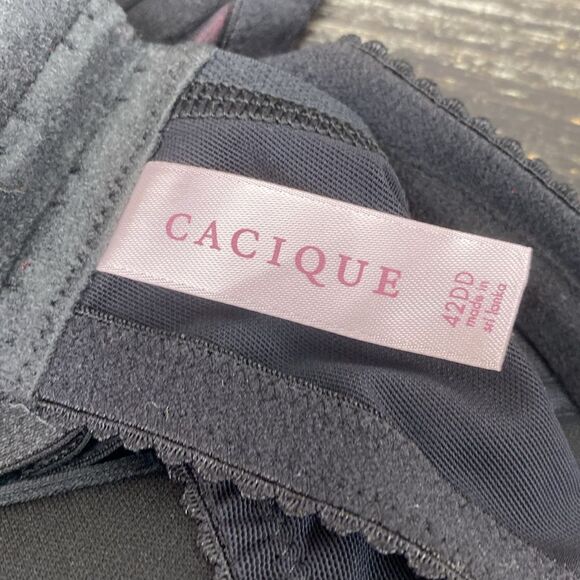 CACIQUE
42DD
made in
sri lanka